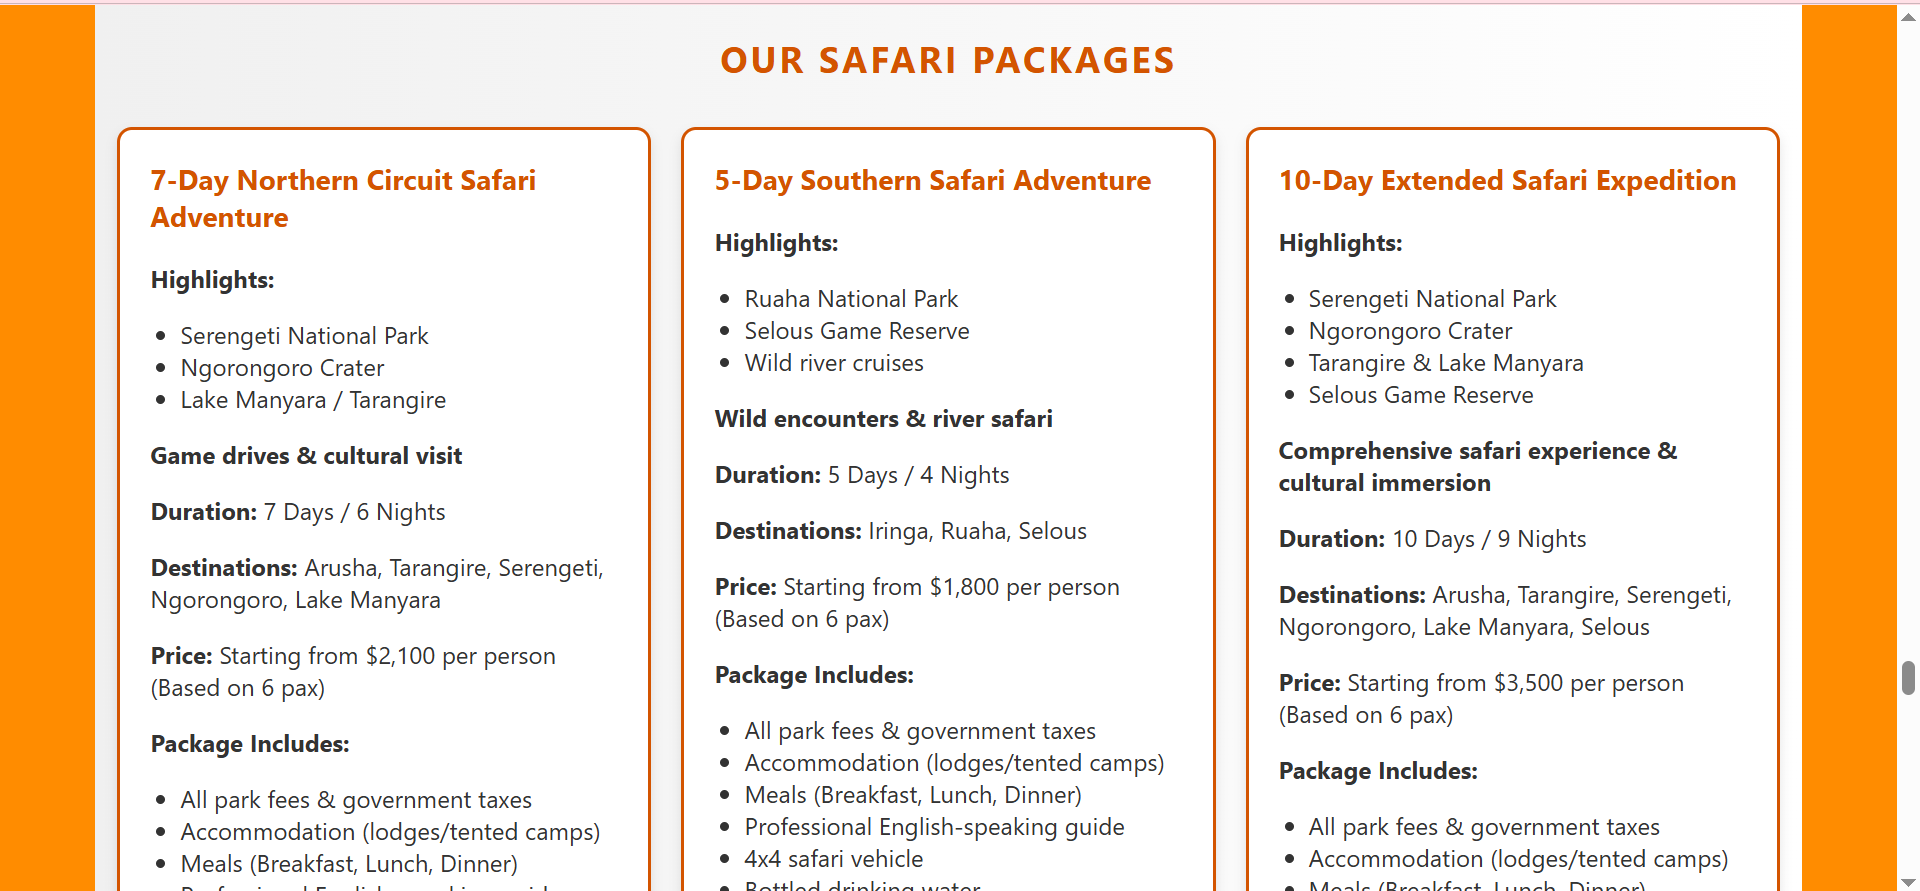 OUR SAFARI PACKAGES
7-Day Northern Circuit Safari
Adventure
Highlights:
• Serengeti National Park
• Ngorongoro Crater
• Lake Manyara / Tarangire
Game drives & cultural visit
Duration: 7 Days / 6 Nights
Destinations: Arusha, Tarangire, Serengeti,
Ngorongoro, Lake Manyara
Price: Starting from $2,100 per person
(Based on 6 pax)
Package Includes:
• All park fees & government taxes
• Accommodation (lodges/tented camps)
• Meals (Breakfast, Lunch, Dinner)
5-Day Southern Safari Adventure
Highlights:
• Ruaha National Park
• Selous Game Reserve
• Wild river cruises
Wild encounters & river safari
Duration: 5 Days / 4 Nights
Destinations: Iringa, Ruaha, Selous
Price: Starting from $1,800 per person
(Based on 6 pax)
Package Includes:
• All park fees & government taxes
• Accommodation (lodges/tented camps)
• Meals (Breakfast, Lunch, Dinner)
• Professional English-speaking guide
• 4x4 safari vehicle
• Bottled drinking water
10-Day Extended Safari Expedition
Highlights:
• Serengeti National Park
• Ngorongoro Crater
• Tarangire & Lake Manyara
• Selous Game Reserve
Comprehensive safari experience &
cultural immersion
Duration: 10 Days / 9 Nights
Destinations: Arusha, Tarangire, Serengeti,
Ngorongoro, Lake Manyara, Selous
Price: Starting from $3,500 per person
(Based on 6 pax)
Package Includes:
• All park fees & government taxes
• Accommodation (lodges/tented camps)
• Meals (Breakfast, Lunch, Dinner)